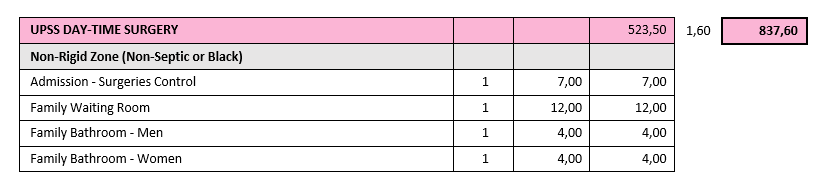 UPSS DAY-TIME SURGERY 523,50 1,60 837,60
Non-Rigid Zone (Non-Septic or Black)
Admission - Surgeries Control 1 7,00 7,00
Family Waiting Room 1 12,00 12,00
Family Bathroom - Men 1 4,00 4,00
Family Bathroom - Women 1 4,00 4,00